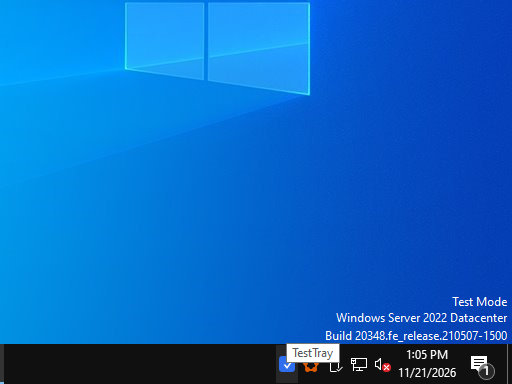 Test Mode
Windows Server 2022 Datacenter
Build 20348.fe_release.210507-1500
TestTray
1:05 PM
11/21/2026
1